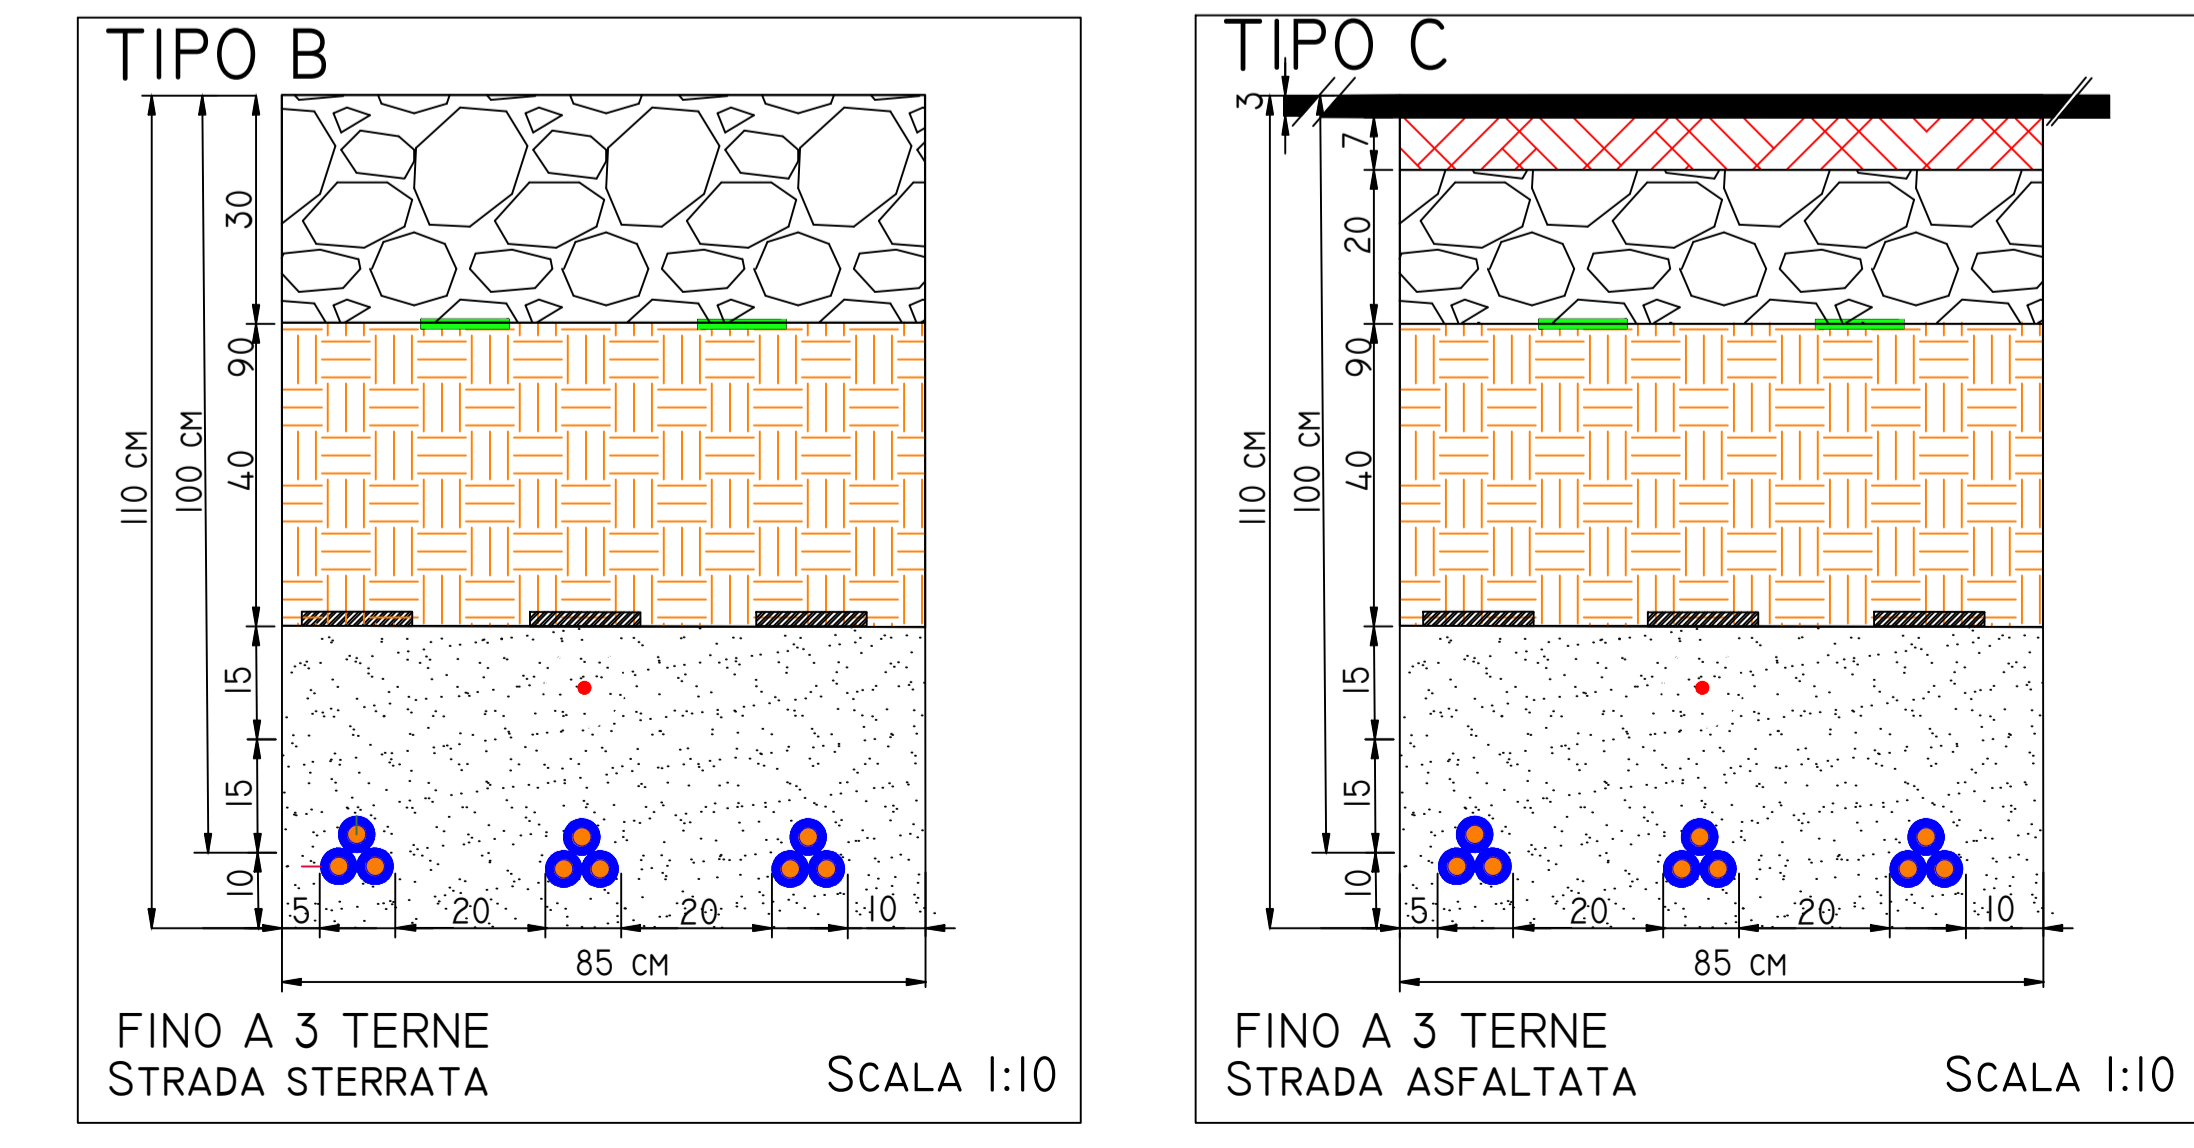 TIPO B
30
90
40
110 CM
100 CM
15
15
10
5
20
20
10
85 CM
FINO A 3 TERNE
STRADA STERRATA
SCALA 1:10
TIPO C
3
7
20
90
40
110 CM
100 CM
15
15
10
5
20
20
10
85 CM
FINO A 3 TERNE
STRADA ASFALTATA
SCALA 1:10